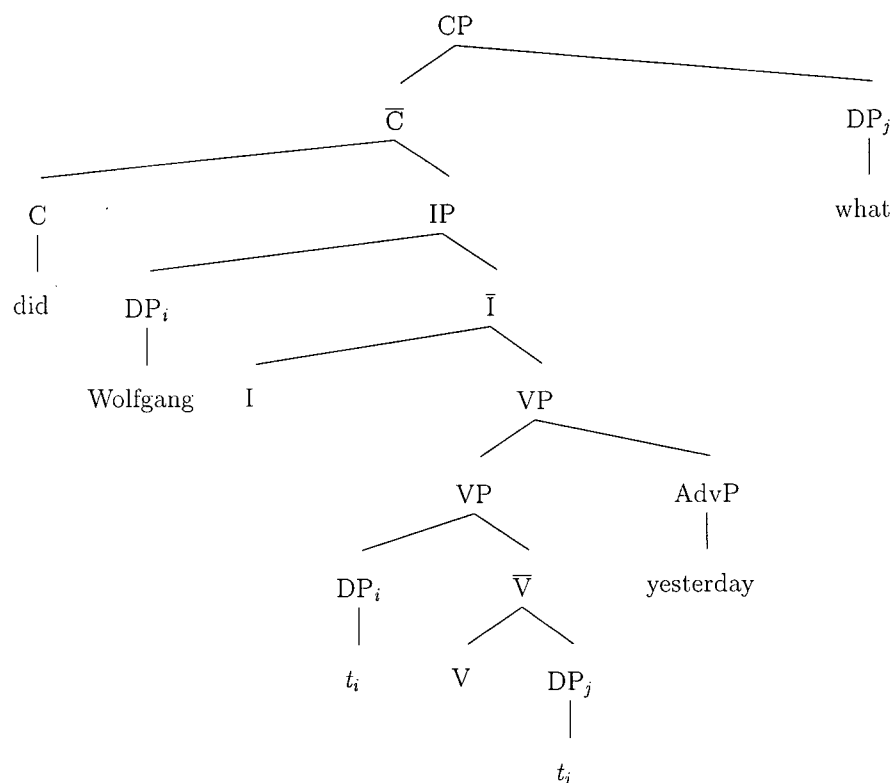 CP
C̅ DPⱼ
C IP what
did DPᵢ I̅
Wolfgang I VP
VP AdvP
DPᵢ V̅ yesterday
tᵢ V DPⱼ
tⱼ